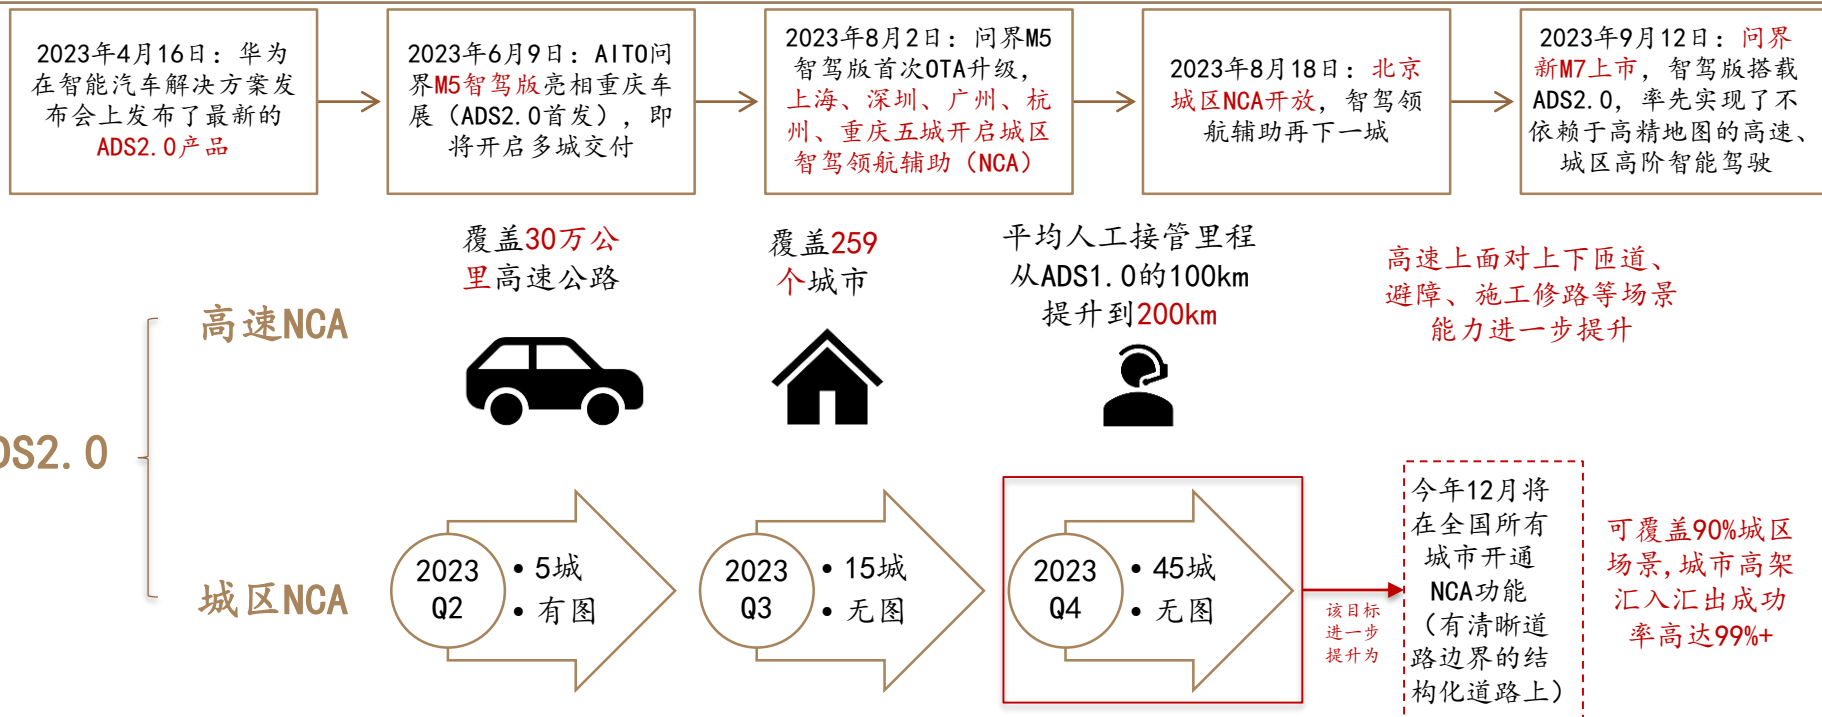 2023年4月16日：华为
在智能汽车解决方案发
布会上发布了最新的
ADS2.0产品
2023年6月9日：AITO问
界M5智驾版亮相重庆车
展（ADS2.0首发），即
将开启多城交付
2023年8月2日：问界M5
智驾版首次OTA升级，
上海、深圳、广州、杭
州、重庆五城开启城区
智驾领航辅助（NCA）
2023年8月18日：北京
城区NCA开放，智驾领
航辅助再下一城
2023年9月12日：问界
新M7上市，智驾版搭载
ADS2.0，率先实现了不
依赖于高精地图的高速、
城区高阶智能驾驶
DS2.0
高速NCA
覆盖30万公
里高速公路
覆盖259
个城市
平均人工接管里程
从ADS1.0的100km
提升到200km
高速上面对上下匝道、
避障、施工修路等场景
能力进一步提升
城区NCA
2023
Q2
• 5城
• 有图
2023
Q3
• 15城
• 无图
2023
Q4
• 45城
• 无图
该目标
进一步
提升为
今年12月将
在全国所有
城市开通
NCA功能
（有清晰道
路边界的结
构化道路上）
可覆盖90%城区
场景,城市高架
汇入汇出成功
率高达99%+